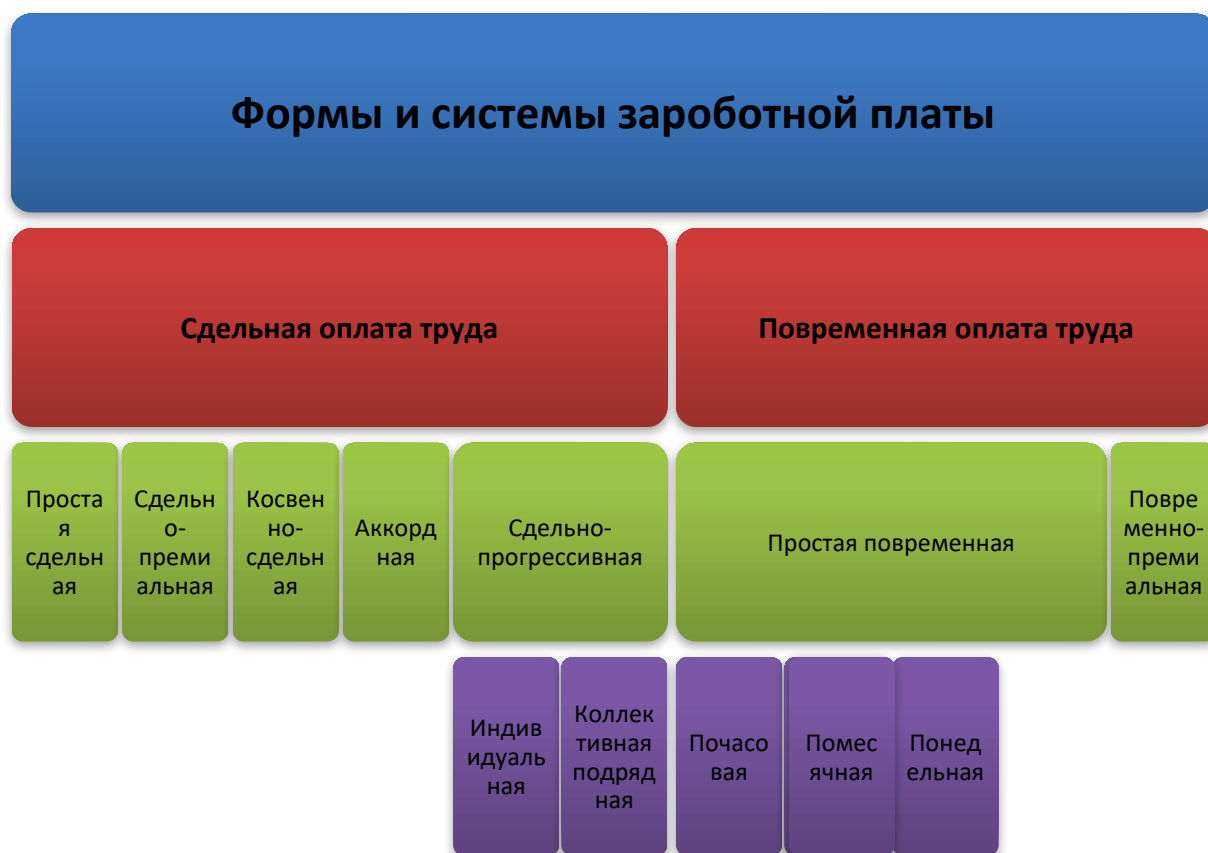 Формы и системы зароботной платы
Сдельная оплата труда
Повременная оплата труда
Проста
я
сдельн
ая
Сдельн
о-
преми
альная
Косвен
но-
сдельн
ая
Аккорд
ная
Сдельно-
прогрессивная
Простая повременная
Повре
менно-
преми
альная
Индив
идуаль
ная
Коллек
тивная
подряд
ная
Почасо
вая
Помес
ячная
Понед
ельная